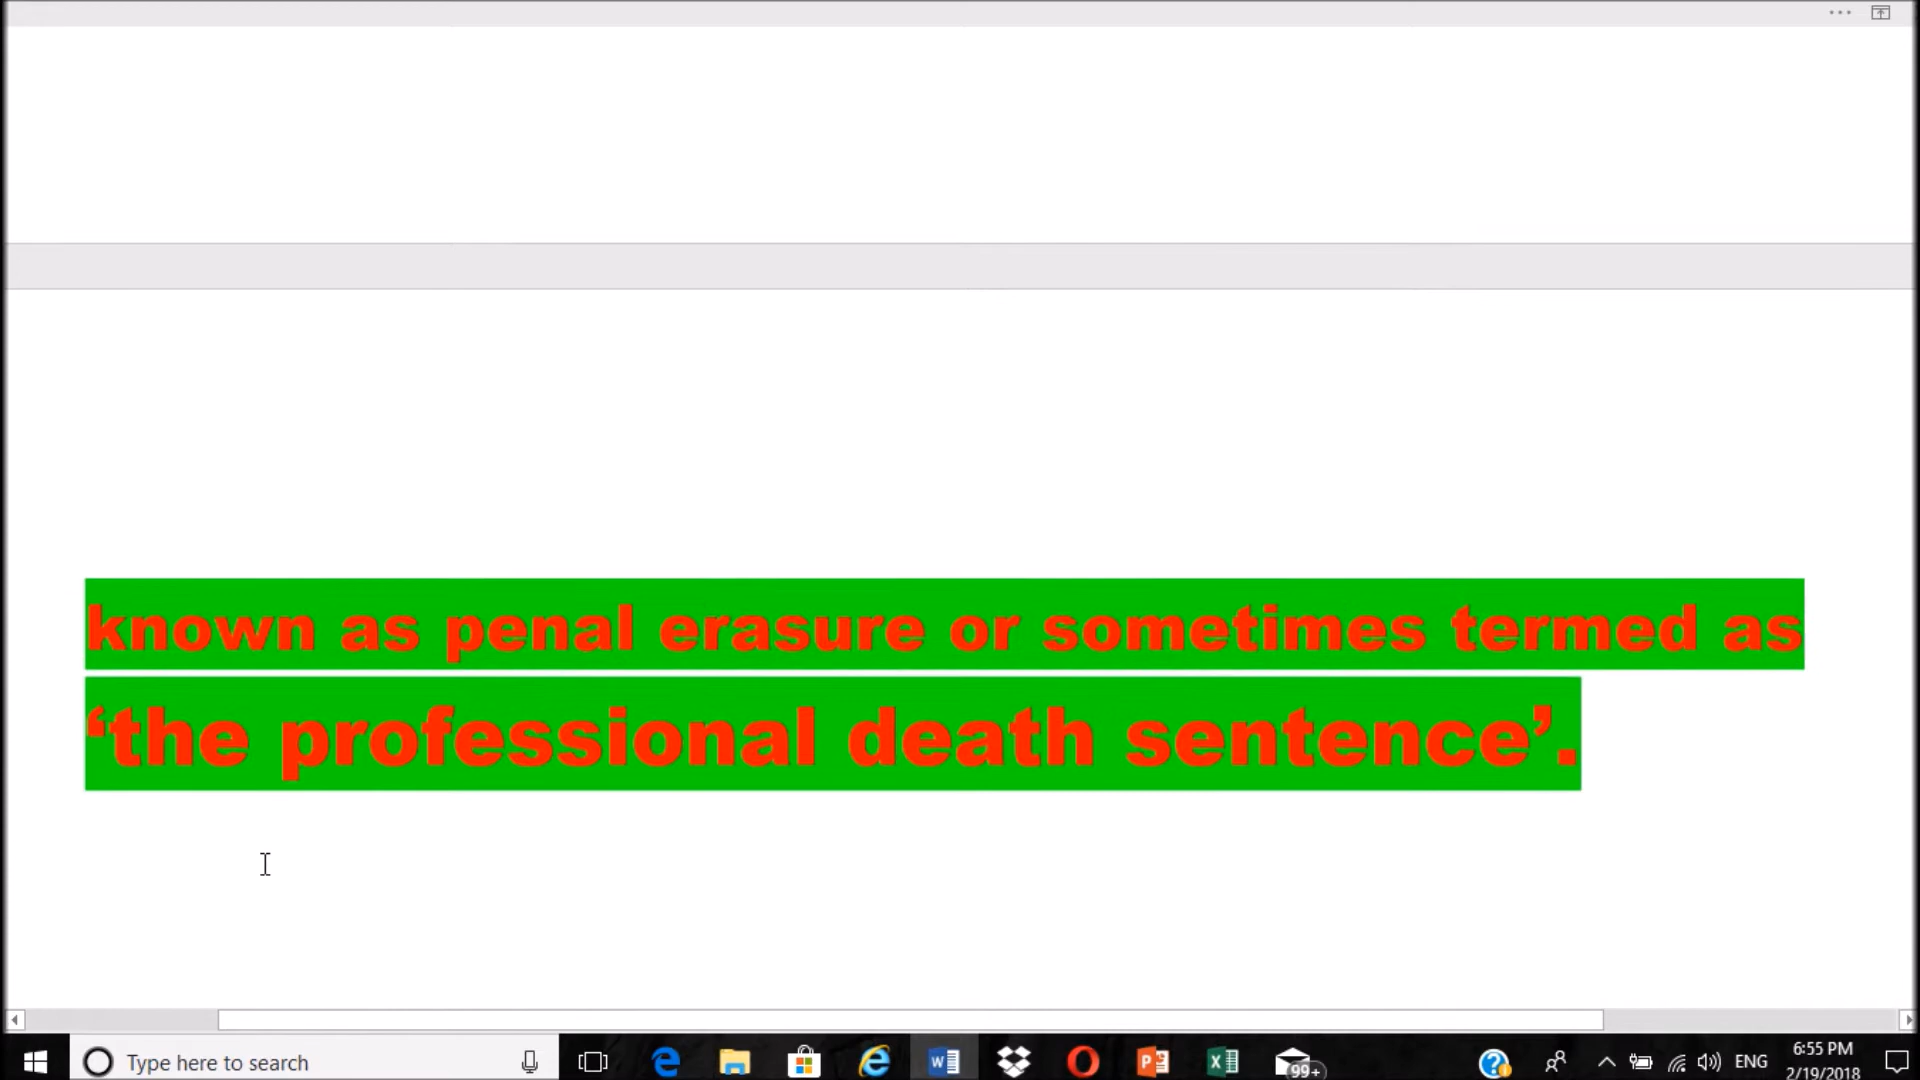 known as penal erasure or sometimes termed as
‘the professional death sentence’.
Type here to search
99+
ENG
6:55 PM
2/19/2018